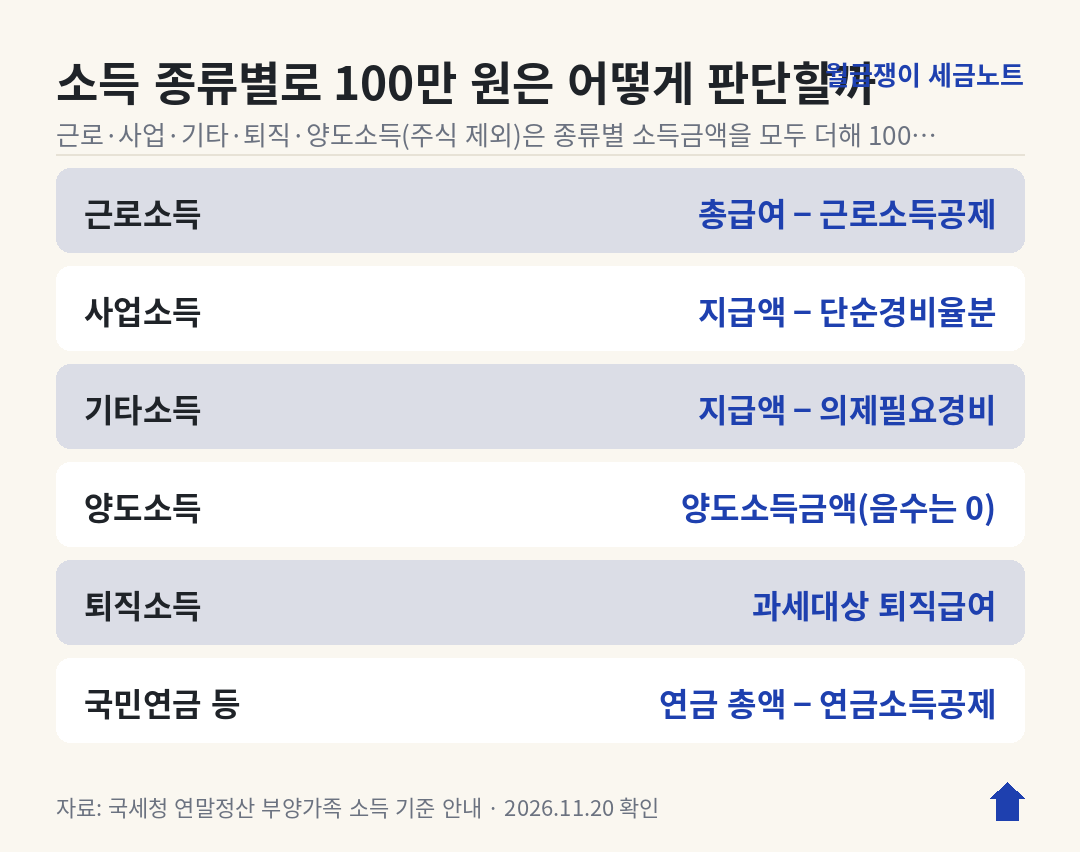 소득 종류별로 100만 원은 어떻게 판단할까
월급쟁이 세금노트
근로·사업·기타·퇴직·양도소득(주식 제외)은 종류별 소득금액을 모두 더해 100…
근로소득
총급여 – 근로소득공제
사업소득
지급액 – 단순경비율분
기타소득
지급액 – 의제필요경비
양도소득
양도소득금액(음수는 0)
퇴직소득
과세대상 퇴직급여
국민연금 등
연금 총액 – 연금소득공제
자료: 국세청 연말정산 부양가족 소득 기준 안내 · 2026.11.20 확인